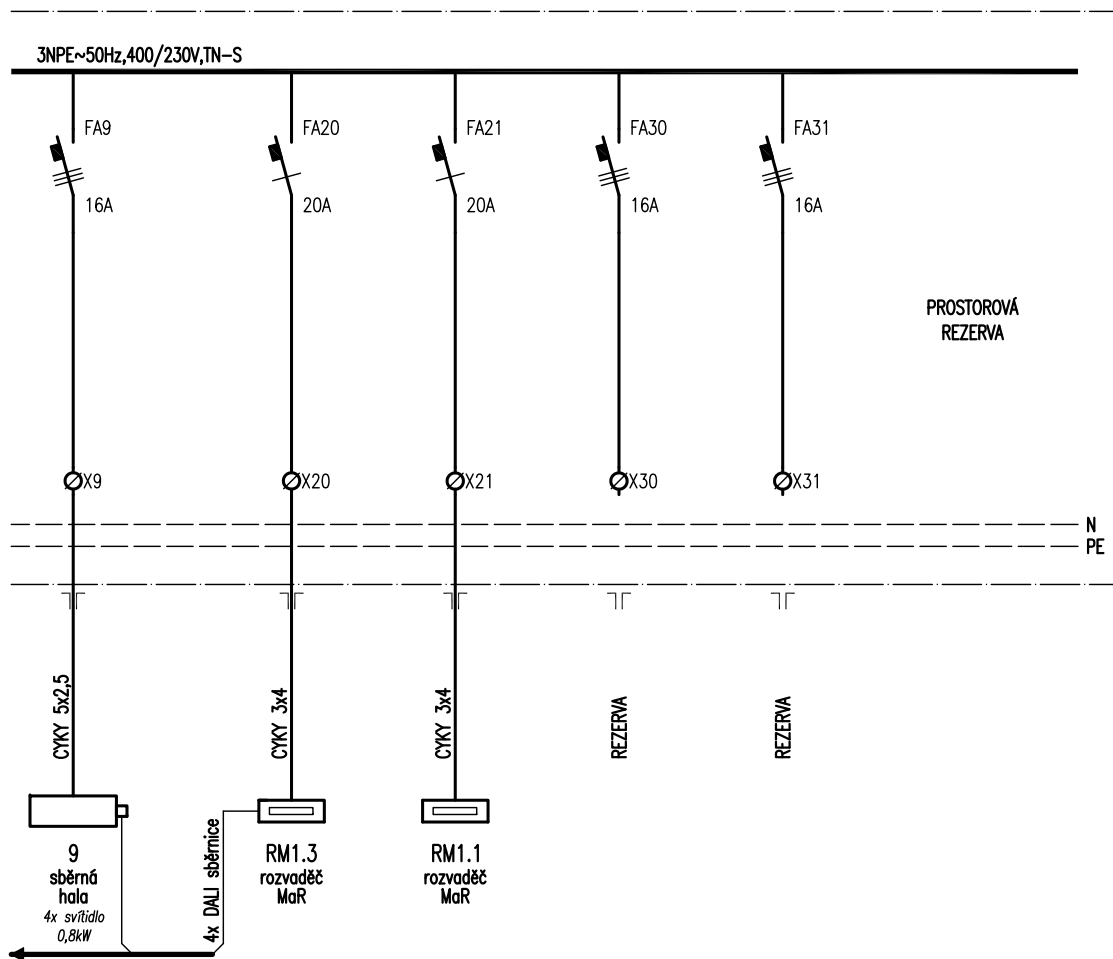 3NPE~50Hz,400/230V,TN-S
FA9
FA20
FA21
FA30
FA31
16A
20A
20A
16A
16A
PROSTOROVÁ
REZERVA
X9
X20
X21
X30
X31
N
PE
CYKY 5x2,5
CYKY 3x4
CYKY 3x4
REZERVA
REZERVA
9
sběrná
hala
4x svítidlo
0,8kW
4x DALI sběrnice
RM1.3
rozvaděč
MaR
RM1.1
rozvaděč
MaR